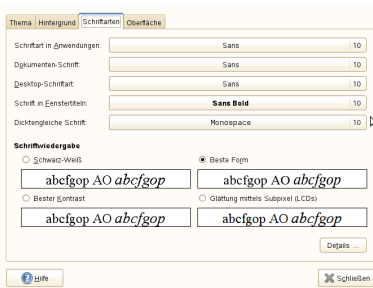 Thema Hintergrund Schriftarten Oberfläche
Schriftart in Anwendungen: Sans 10
Dokumenten-Schrift: Sans 10
Desktop-Schriftart: Sans 10
Schrift in Fenstertiteln: Sans Bold 10
Dicktengleiche Schrift: Monospace 10
Schriftwiedergabe
Schwarz-Weiß Beste Form
abcfgop AO abcfgop abcfgop AO abcfgop
Bester Kontrast Glättung mittels Subpixel (LCDs)
abcfgop AO abcfgop abcfgop AO abcfgop
Details ...
Hilfe Schließen